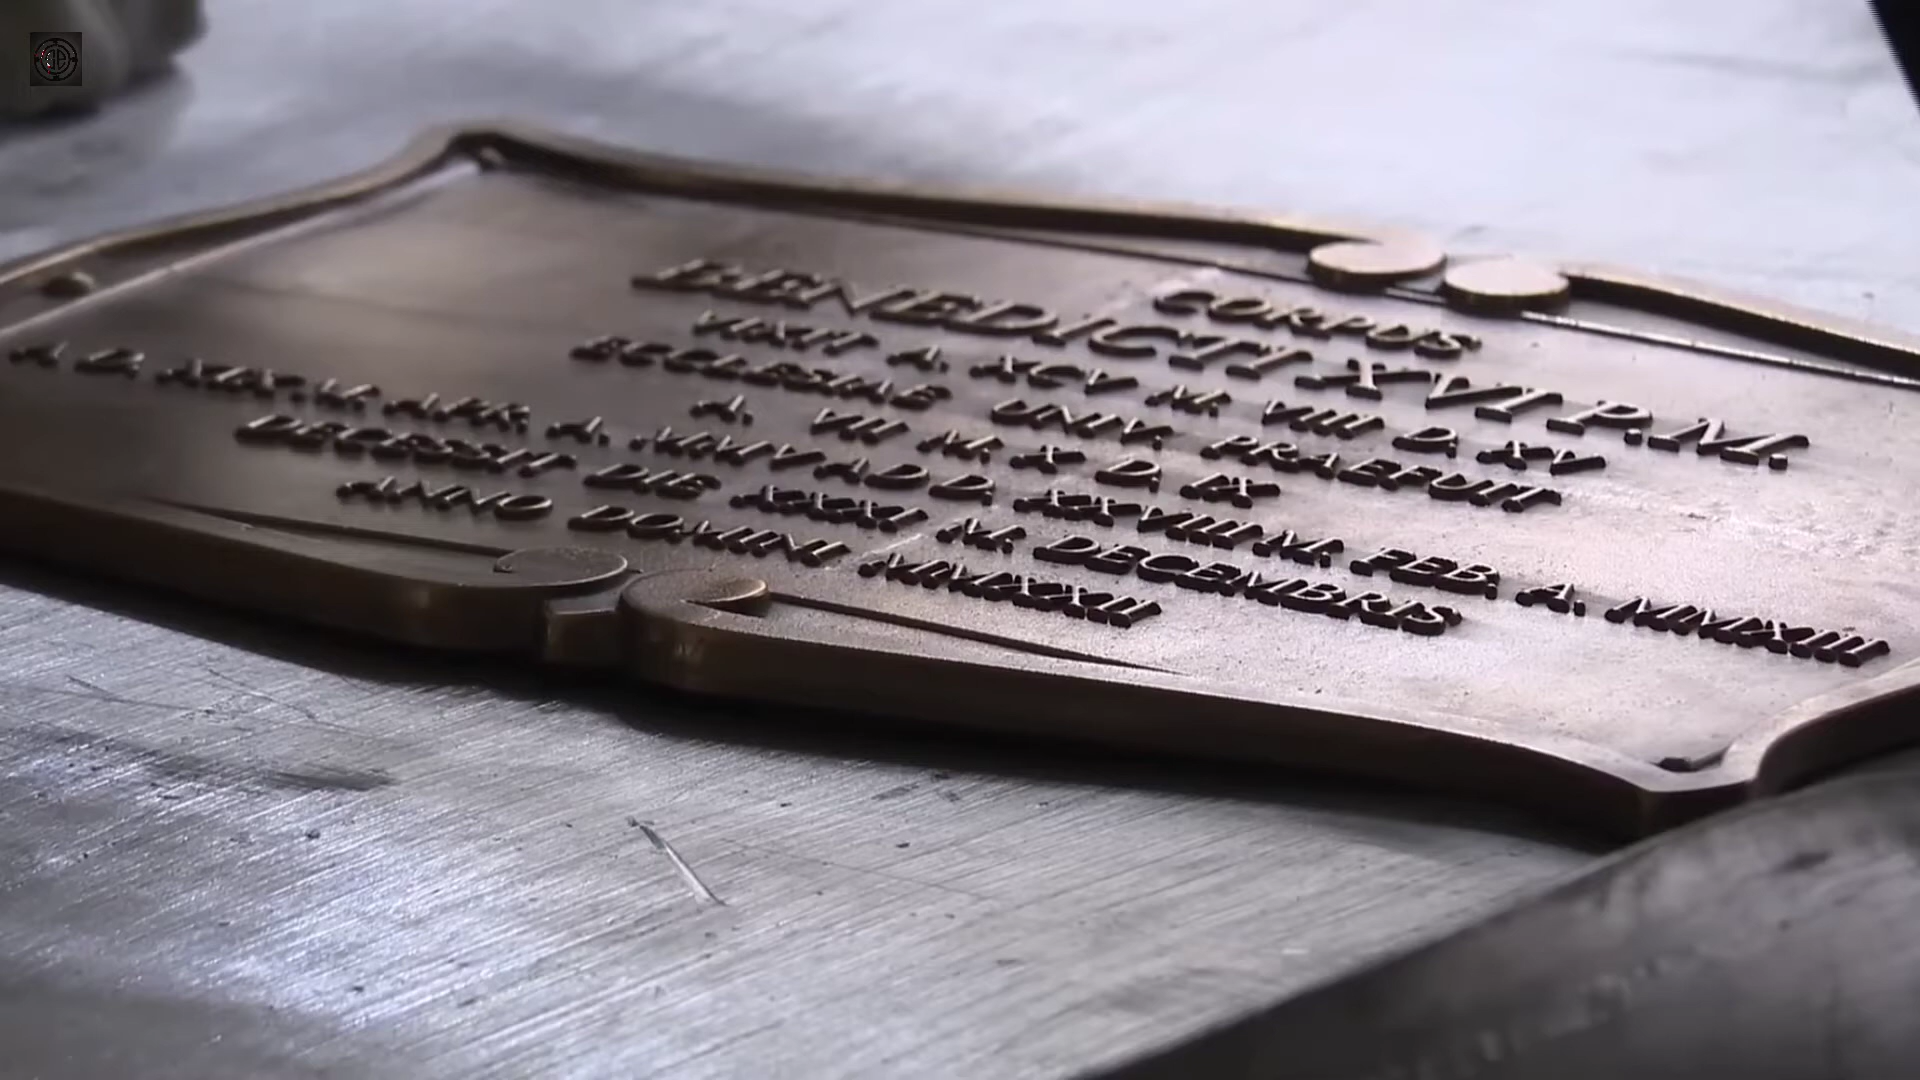 CORPUS
BENEDICTI XVI P.M.
VIXIT A. XCV M. VIII D. XV
ECCLESIAE UNIV. PRAEFUIT
A. VII M. X D. IX
A D. XIX M. APR. A. MMV AD D. XXVIII M. FEB. A. MMXIII
DECESSIT DIE XXXI M. DECEMBRIS
ANNO DOMINI MMXXII